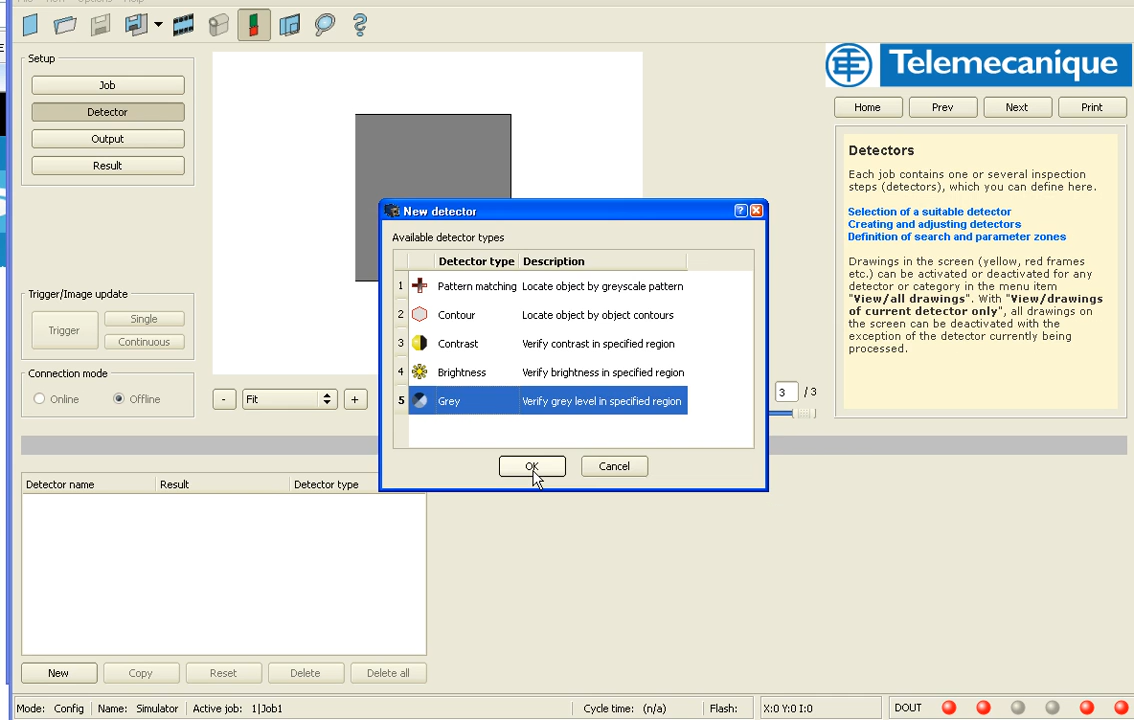 Setup
Job
Detector
Output
Result
Telemecanique
Home
Prev
Next
Print
Detectors
Each job contains one or several inspection
steps (detectors), which you can define here.
Selection of a suitable detector
Creating and adjusting detectors
Definition of search and parameter zones
Drawings in the screen (yellow, red frames
etc.) can be activated or deactivated for any
detector or category in the menu item
"View/all drawings". With "View/drawings
of current detector only", all drawings on
the screen can be deactivated with the
exception of the detector currently being
processed.
New detector
Available detector types
Detector type Description
1 Pattern matching Locate object by greyscale pattern
2 Contour Locate object by object contours
3 Contrast Verify contrast in specified region
4 Brightness Verify brightness in specified region
5 Grey Verify grey level in specified region
OK
Cancel
Trigger/Image update
Trigger
Single
Continuous
Connection mode
Online
Offline
- Fit +
3 / 3
Detector name Result Detector type
New
Copy
Reset
Delete
Delete all
Mode: Config Name: Simulator Active job: 1|Job1 Cycle time: (n/a) Flash: X:0 Y:0 I:0 DOUT